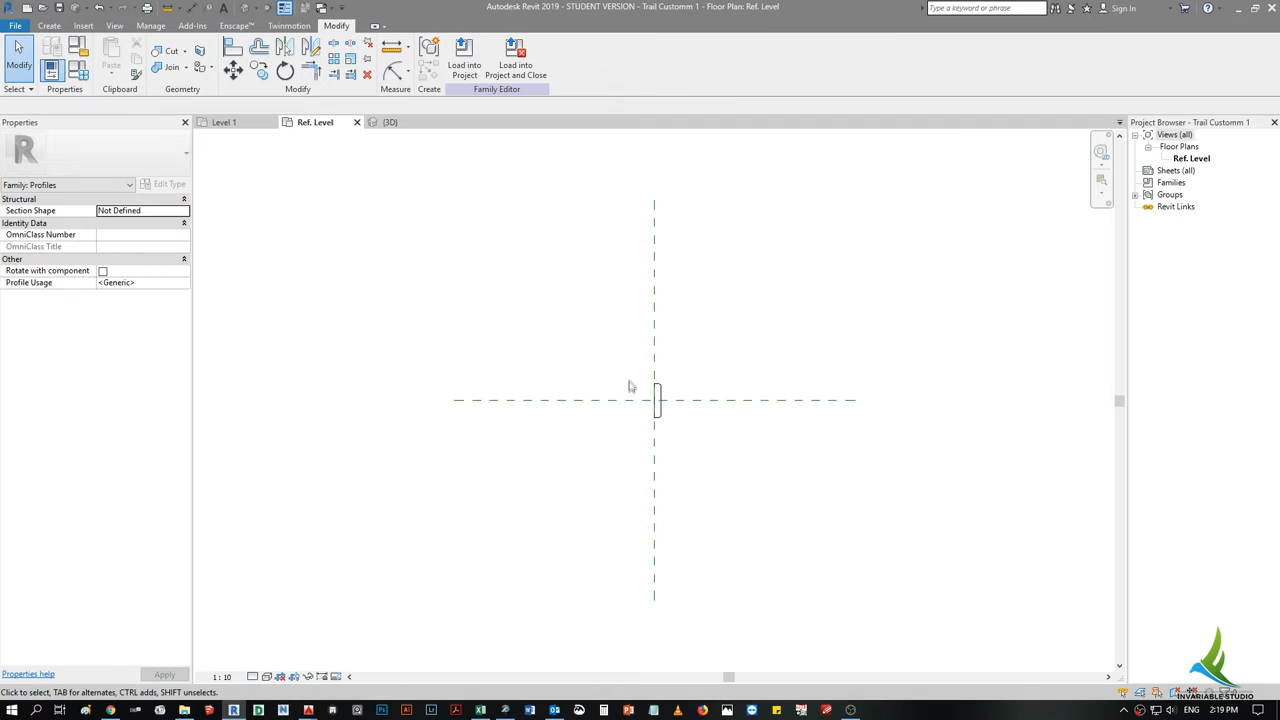 Autodesk Revit 2019 - STUDENT VERSION - Trail Customm 1 - Floor Plan: Ref. Level
Type a keyword or phrase
Sign In
File
Create
Insert
View
Manage
Add-Ins
Enscape™
Twinmotion
Modify
Modify
Paste
Cut
Join
Load into
Project
Load into
Project and Close
Select
Properties
Clipboard
Geometry
Modify
Measure
Create
Family Editor
Properties
Level 1
Ref. Level
{3D}
Project Browser - Trail Customm 1
R
Family: Profiles
Edit Type
Structural
Section Shape
Not Defined
Identity Data
OmniClass Number
OmniClass Title
Other
Rotate with component
Profile Usage
<Generic>
Views (all)
Floor Plans
Ref. Level
Sheets (all)
Families
Groups
Revit Links
Properties help
Apply
1 : 10
Click to select, TAB for alternates, CTRL adds, SHIFT unselects.
INVARIABLE STUDIO
ENG
2:19 PM